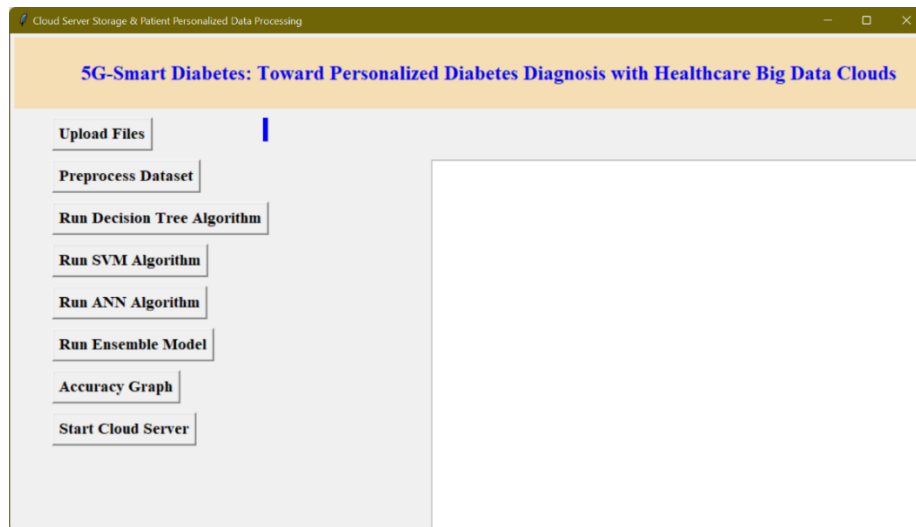 Cloud Server Storage & Patient Personalized Data Processing
5G-Smart Diabetes: Toward Personalized Diabetes Diagnosis with Healthcare Big Data Clouds
Upload Files
Preprocess Dataset
Run Decision Tree Algorithm
Run SVM Algorithm
Run ANN Algorithm
Run Ensemble Model
Accuracy Graph
Start Cloud Server